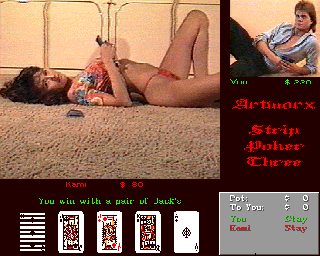 You $ 220
Artworx
Strip
Poker
Three
Kami $ 80
You win with a pair of Jack's
Pot: $ 0
To You: $ 0
You Stay
Kami Stay